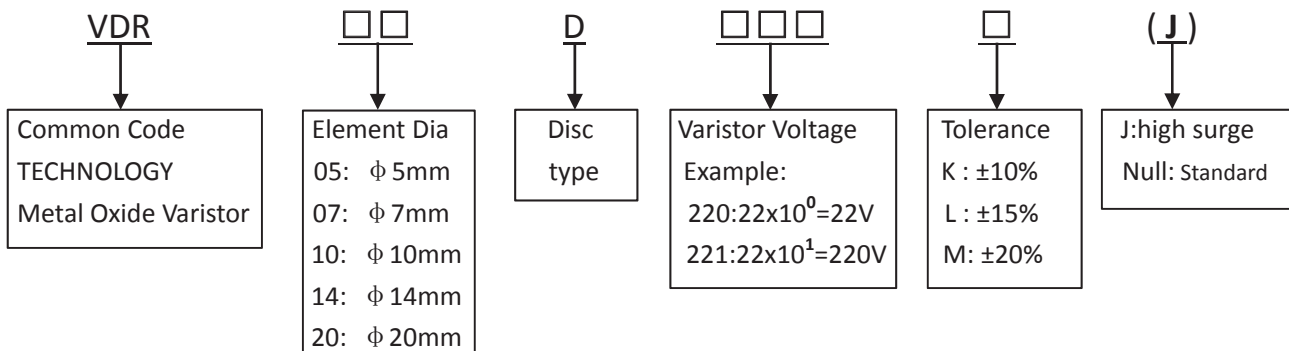 VDR □□ D □□□ □ (J)
Common Code
TECHNOLOGY
Metal Oxide Varistor
Element Dia
05: φ5mm
07: φ7mm
10: φ10mm
14: φ14mm
20: φ20mm
Disc
type
Varistor Voltage
Example:
220:22x10⁰=22V
221:22x10¹=220V
Tolerance
K : ±10%
L : ±15%
M: ±20%
J:high surge
Null: Standard